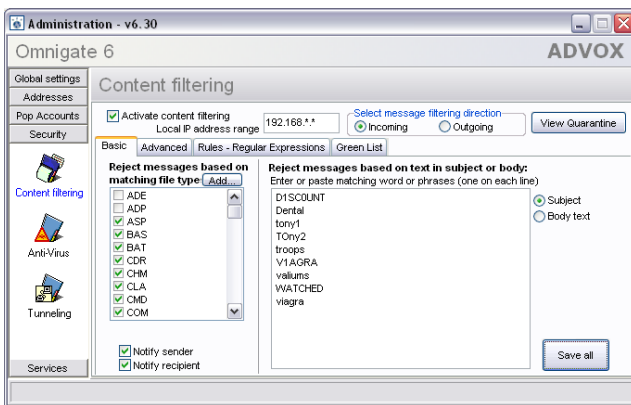 Administration - v6.30
Omnigate 6
ADVOX
Global settings
Addresses
Pop Accounts
Security
Content filtering
Anti-Virus
Tunneling
Services
Content filtering
Activate content filtering
Local IP address range 192.168.*.*
Select message filtering direction
Incoming Outgoing
View Quarantine
Basic Advanced Rules - Regular Expressions Green List
Reject messages based on
matching file type Add...
ADE
ADP
ASP
BAS
BAT
CDR
CHM
CLA
CMD
COM
Notify sender
Notify recipient
Reject messages based on text in subject or body:
Enter or paste matching word or phrases (one on each line)
D1SC0UNT
Dental
tony1
TOny2
troops
V1AGRA
valiums
WATCHED
viagra
Subject
Body text
Save all